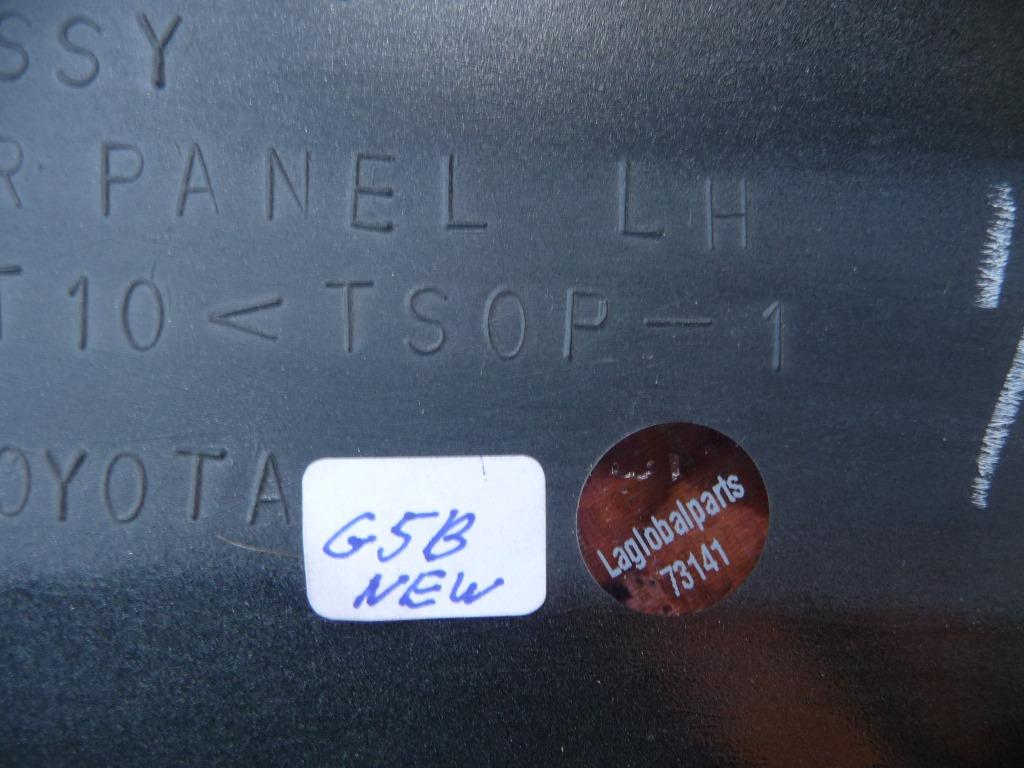 SSY
R PANEL LH
T10<TSOP-1
OYOTA
G5B
NEW
Laglobalparts
73141